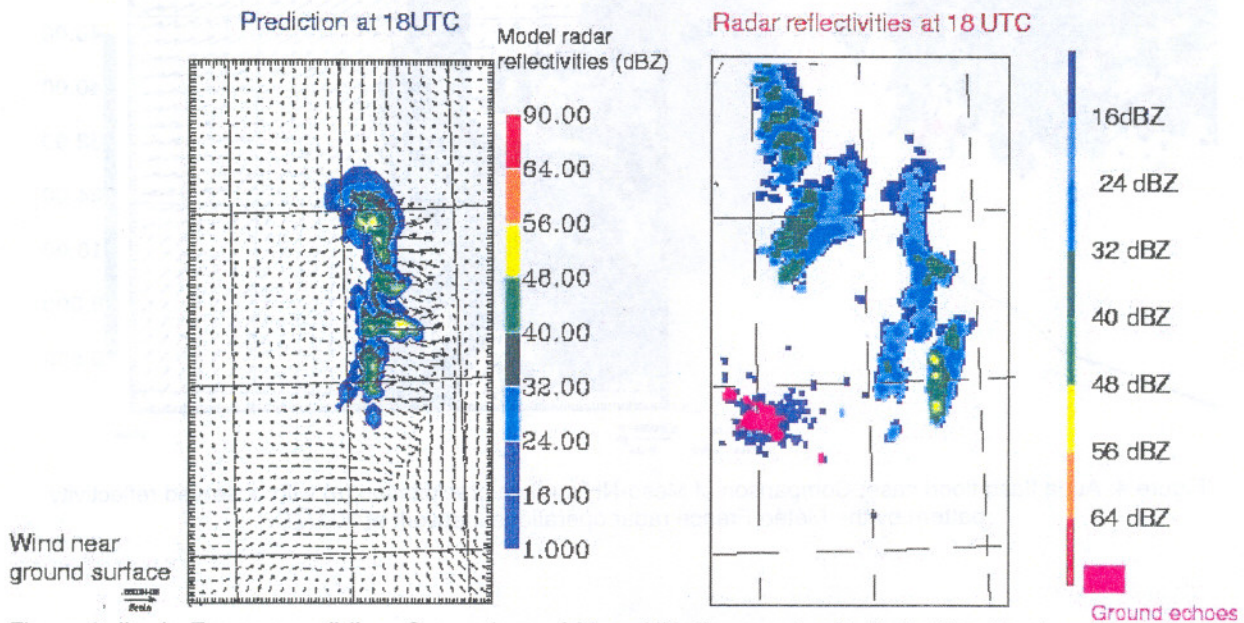 Prediction at 18UTC
Radar reflectivities at 18 UTC
Model radar
reflectivities (dBZ)
90.00
64.00
56.00
48.00
40.00
32.00
24.00
16.00
1.000
16dBZ
24 dBZ
32 dBZ
40 dBZ
48 dBZ
56 dBZ
64 dBZ
Wind near
ground surface
Scale
Ground echoes